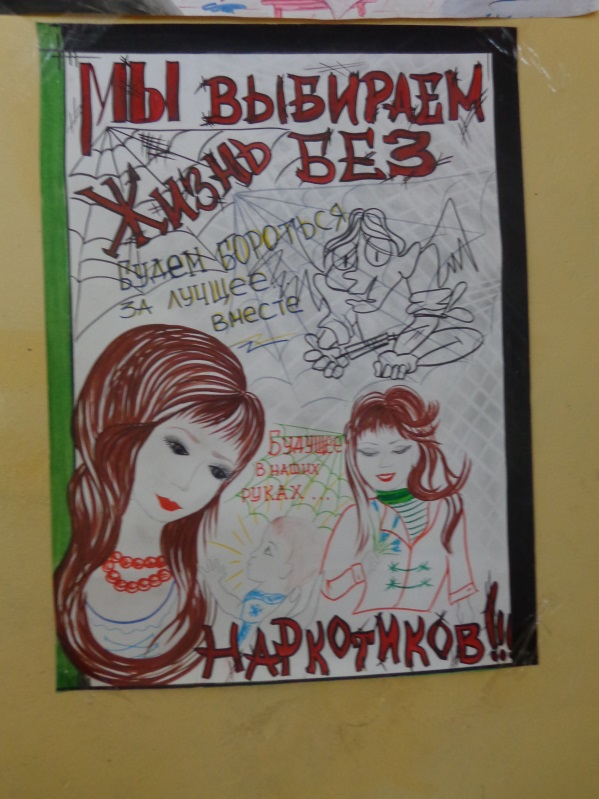 МЫ ВЫБИРАЕМ
ЖИЗНЬ БЕЗ
БУДЕМ БОРОТЬСЯ
ЗА ЛУЧШЕЕ
ВМЕСТЕ
БУДУЩЕЕ
В НАШИХ
РУКАХ...
НАРКОТИКОВ!!!